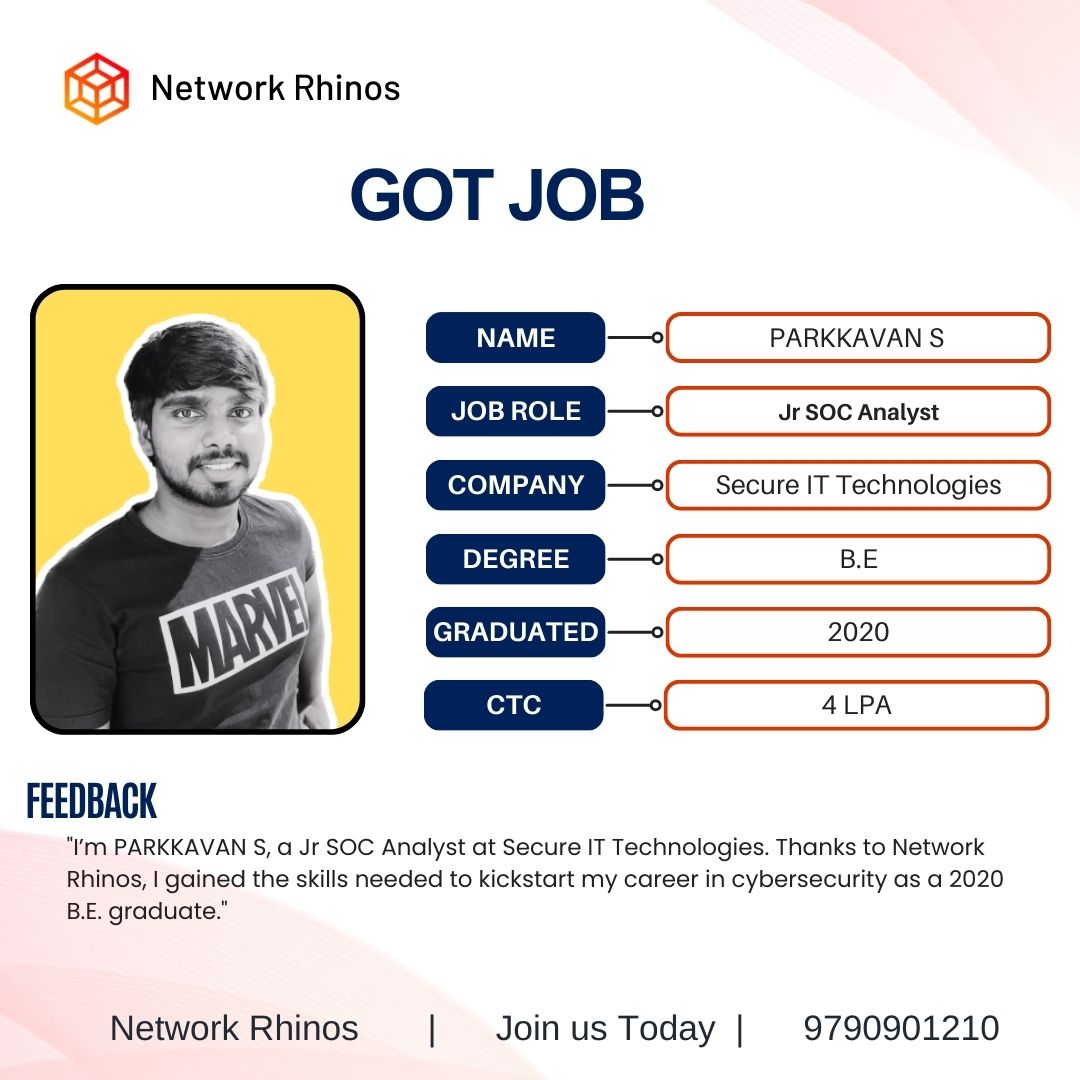 Network Rhinos
GOT JOB
NAME PARKKAVAN S
JOB ROLE Jr SOC Analyst
COMPANY Secure IT Technologies
DEGREE B.E
GRADUATED 2020
CTC 4 LPA
MARVEL
FEEDBACK
"I’m PARKKAVAN S, a Jr SOC Analyst at Secure IT Technologies. Thanks to Network
Rhinos, I gained the skills needed to kickstart my career in cybersecurity as a 2020
B.E. graduate."
Network Rhinos | Join us Today | 9790901210